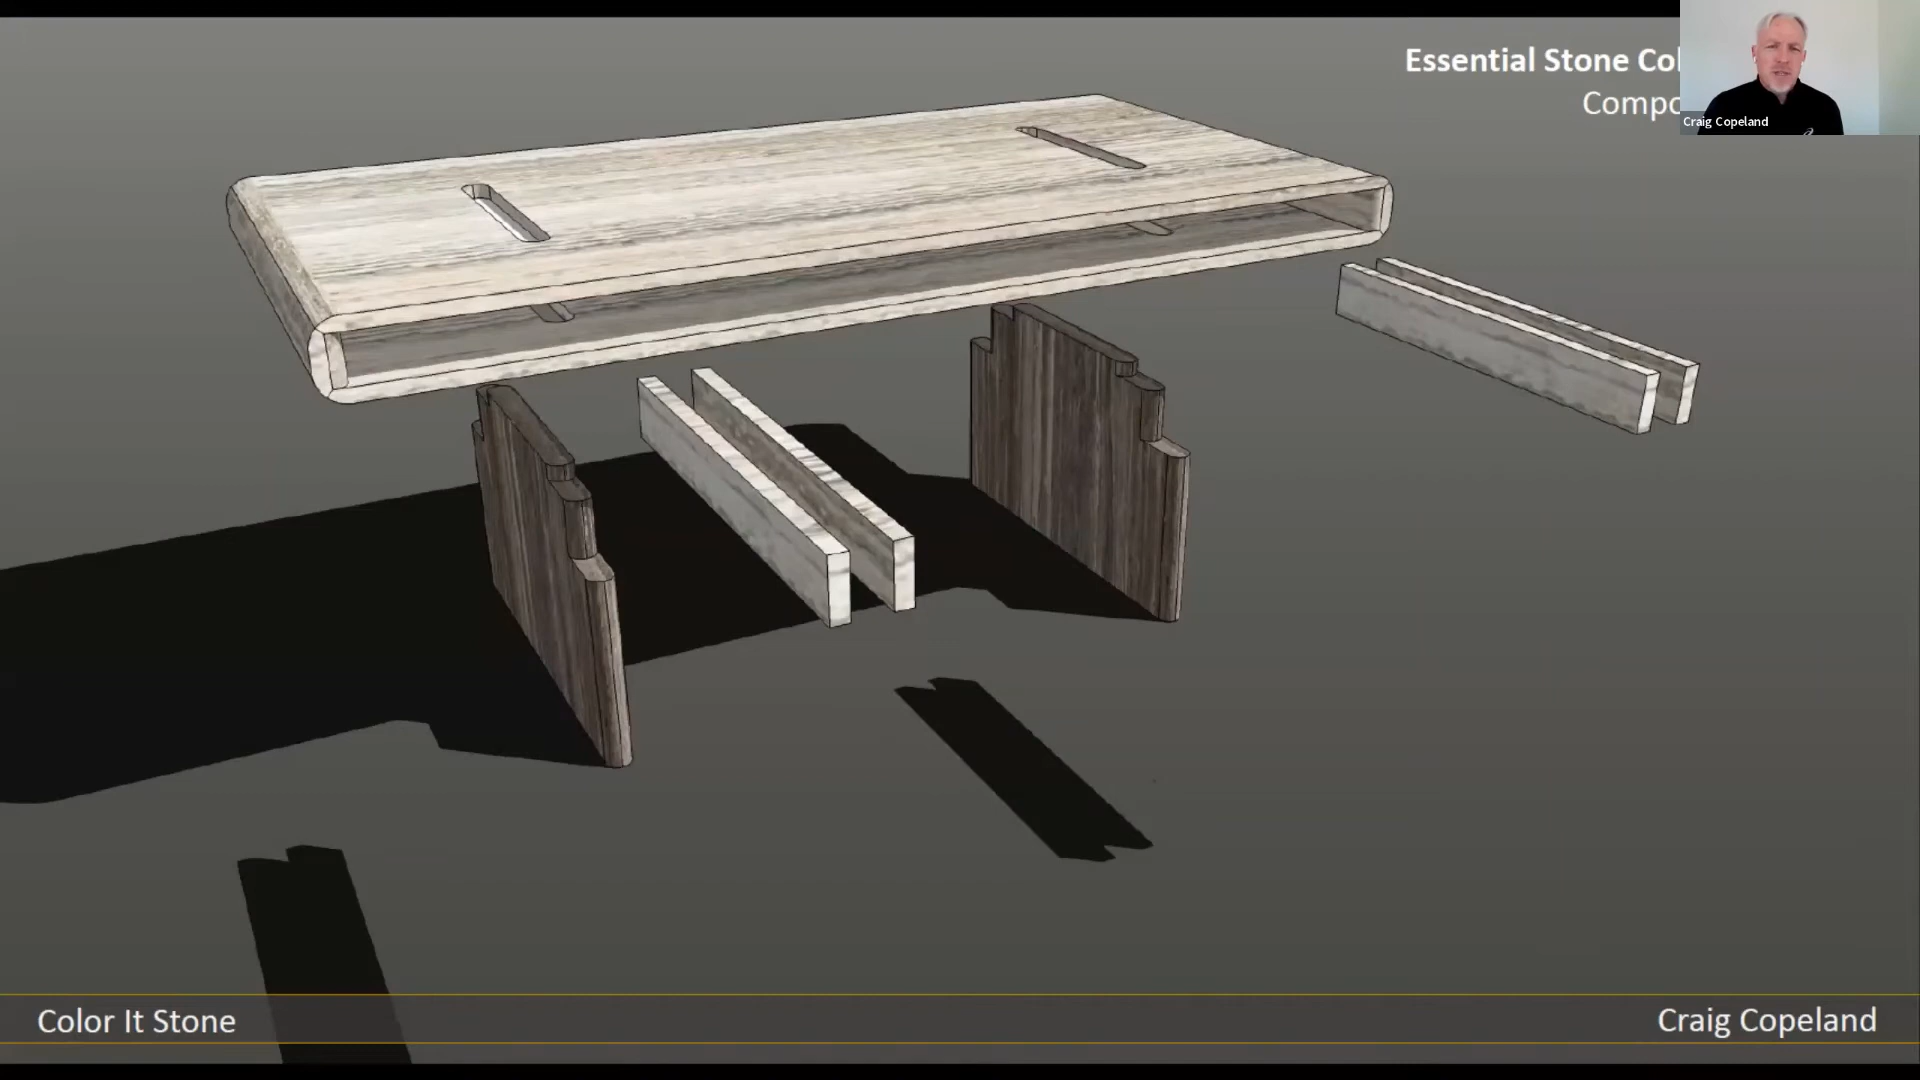 Essential Stone Co
Compo
Craig Copeland
Color It Stone
Craig Copeland